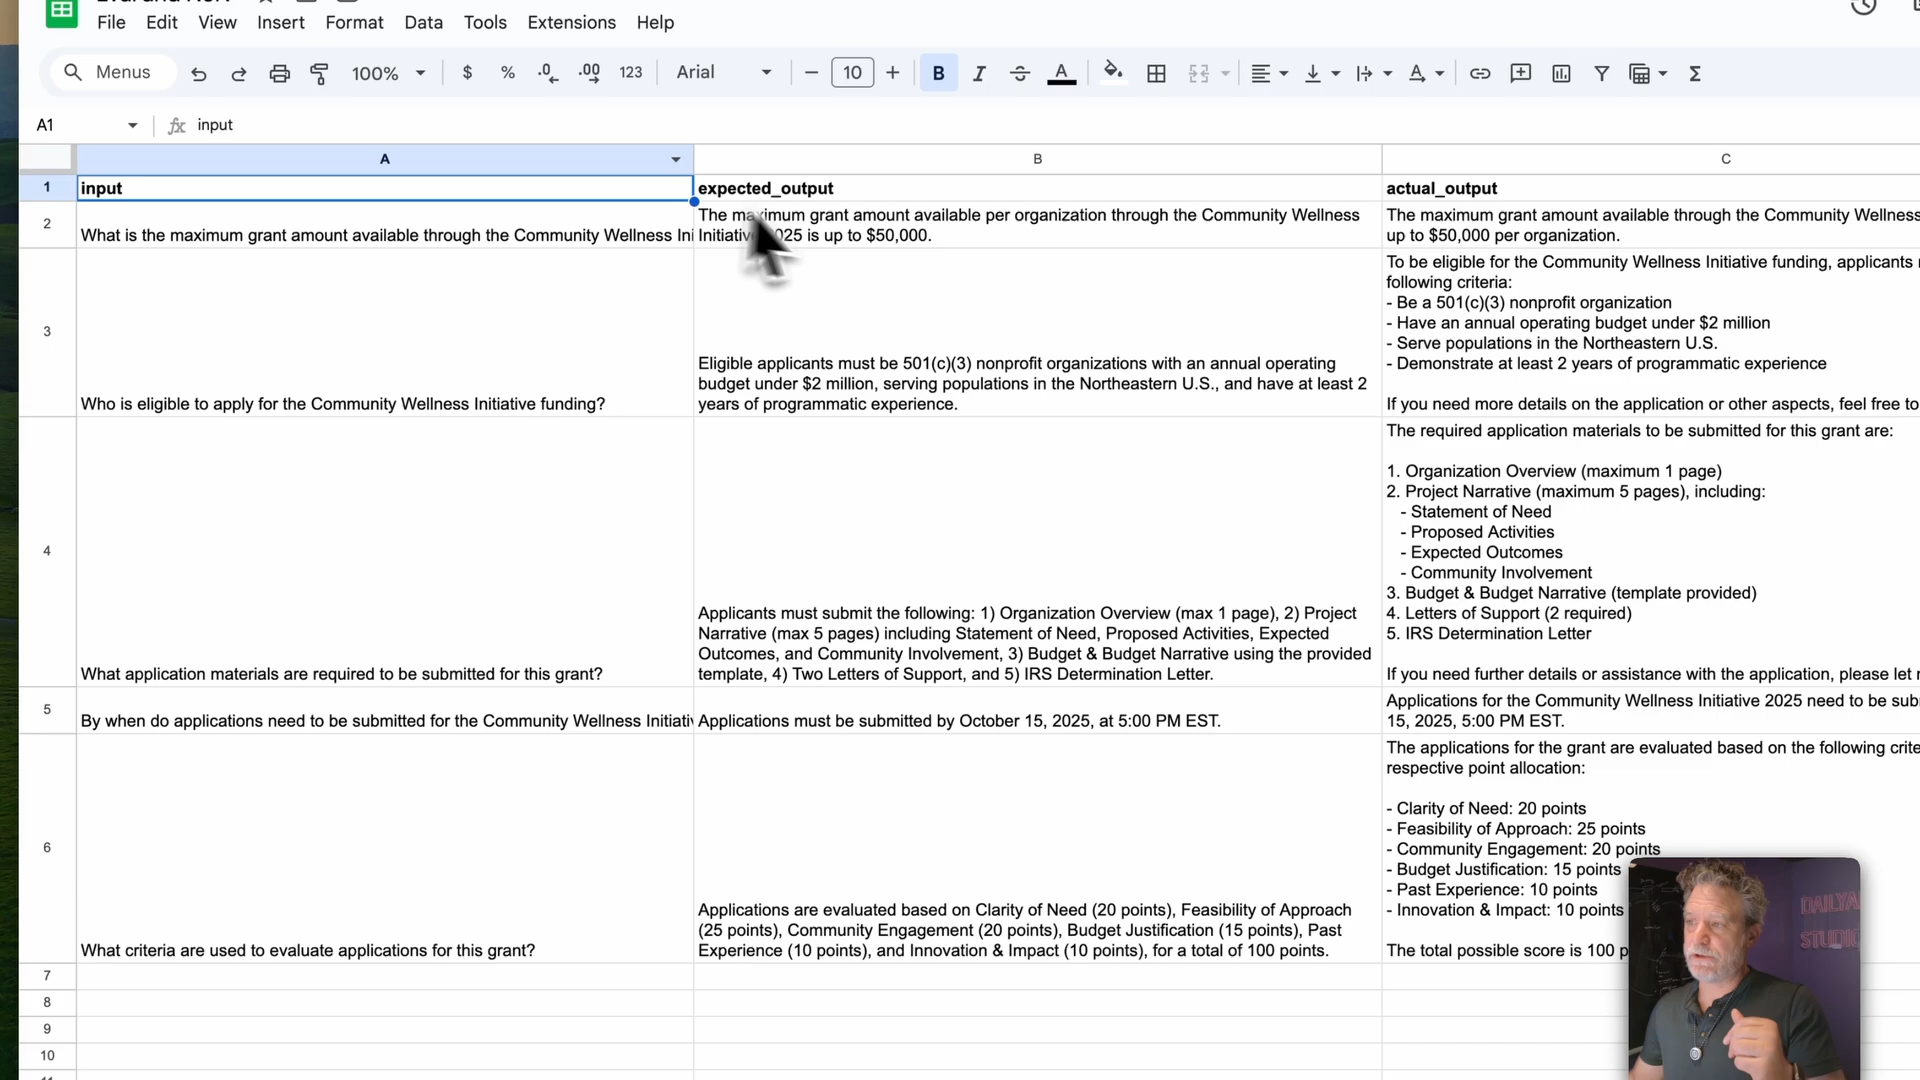 File Edit View Insert Format Data Tools Extensions Help
Menus 100% $ % .0 .00 123 Arial 10 B I A Σ
A1 fx input
A B C
1 input expected_output actual_output
2
What is the maximum grant amount available through the Community Wellness Ini
The maximum grant amount available per organization through the Community Wellness
is up to $50,000.
The maximum grant amount available through the Community Wellness
up to $50,000 per organization.
3
Who is eligible to apply for the Community Wellness Initiative funding?
Eligible applicants must be 501(c)(3) nonprofit organizations with an annual operating
budget under $2 million, serving populations in the Northeastern U.S., and have at least 2
years of programmatic experience.
To be eligible for the Community Wellness Initiative funding, applicants
following criteria:
- Be a 501(c)(3) nonprofit organization
- Have an annual operating budget under $2 million
- Serve populations in the Northeastern U.S.
- Demonstrate at least 2 years of programmatic experience
If you need more details on the application or other aspects, feel free to
4
What application materials are required to be submitted for this grant?
Applicants must submit the following: 1) Organization Overview (max 1 page), 2) Project
Narrative (max 5 pages) including Statement of Need, Proposed Activities, Expected
Outcomes, and Community Involvement, 3) Budget & Budget Narrative using the provided
template, 4) Two Letters of Support, and 5) IRS Determination Letter.
The required application materials to be submitted for this grant are:
1. Organization Overview (maximum 1 page)
2. Project Narrative (maximum 5 pages), including:
- Statement of Need
- Proposed Activities
- Expected Outcomes
- Community Involvement
3. Budget & Budget Narrative (template provided)
4. Letters of Support (2 required)
5. IRS Determination Letter
If you need further details or assistance with the application, please let
5
By when do applications need to be submitted for the Community Wellness Initiativ
Applications must be submitted by October 15, 2025, at 5:00 PM EST.
Applications for the Community Wellness Initiative 2025 need to be sub
15, 2025, 5:00 PM EST.
6
What criteria are used to evaluate applications for this grant?
Applications are evaluated based on Clarity of Need (20 points), Feasibility of Approach
(25 points), Community Engagement (20 points), Budget Justification (15 points), Past
Experience (10 points), and Innovation & Impact (10 points), for a total of 100 points.
The applications for the grant are evaluated based on the following crite
respective point allocation:
- Clarity of Need: 20 points
- Feasibility of Approach: 25 points
- Community Engagement: 20 points
- Budget Justification: 15 points
- Past Experience: 10 points
- Innovation & Impact: 10 points
The total possible score is 100 p
7
8
9
10